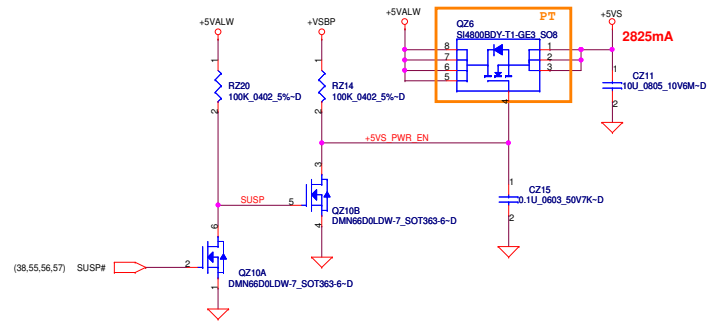 PT
+5VALW
+VSBP
+5VALW
QZ6
SI4800BDY-T1-GE3_SO8
+5VS
2825mA
8
7
6
5
1
2
3
4
1
RZ20
100K_0402_5%~D
2
1
RZ14
100K_0402_5%~D
2
1
CZ11
10U_0805_10V6M~D
2
+5VS_PWR_EN
3
SUSP
5
QZ10B
DMN66D0LDW-7_SOT363-6~D
4
1
CZ15
0.1U_0603_50V7K~D
2
6
(38,55,56,57)
SUSP#
2
QZ10A
DMN66D0LDW-7_SOT363-6~D
1